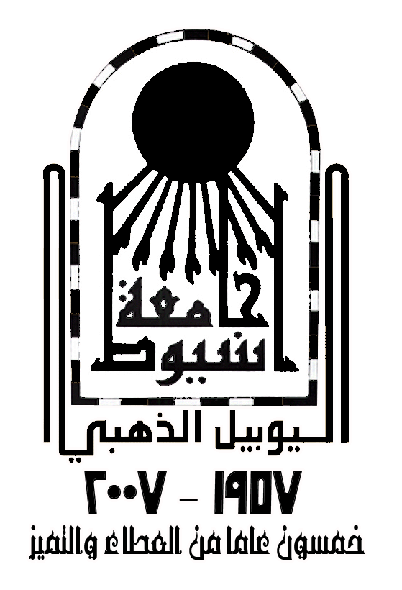 جامعة
اسيوط
اليوبيل الذهبي
١٩٥٧ - ٢٠٠٧
خمسون عاما من العطاء والتميز